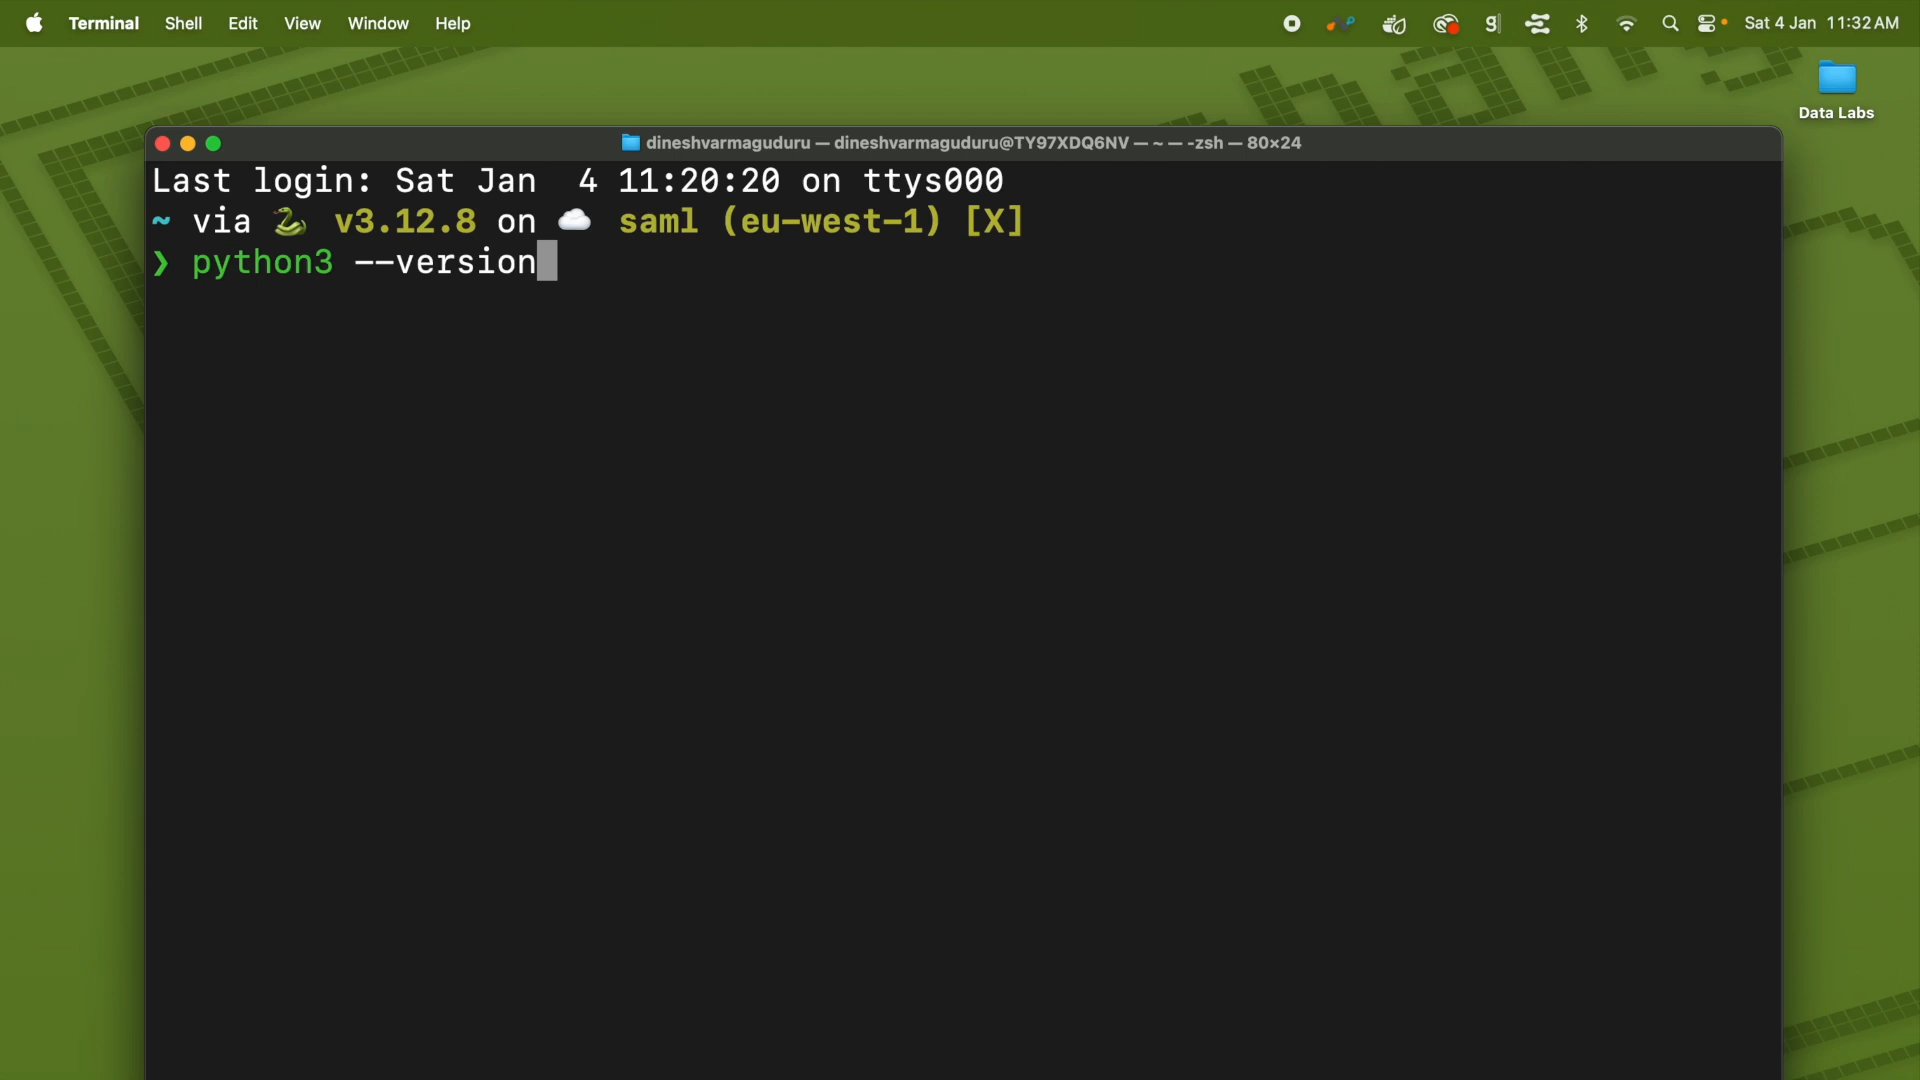 Terminal Shell Edit View Window Help Sat 4 Jan 11:32 AM
Data Labs
dineshvarmaguduru — dineshvarmaguduru@TY97XDQ6NV — ~ — -zsh — 80×24
Last login: Sat Jan  4 11:20:20 on ttys000
~ via 🐍 v3.12.8 on ☁️ saml (eu-west-1) [X]
❯ python3 --version